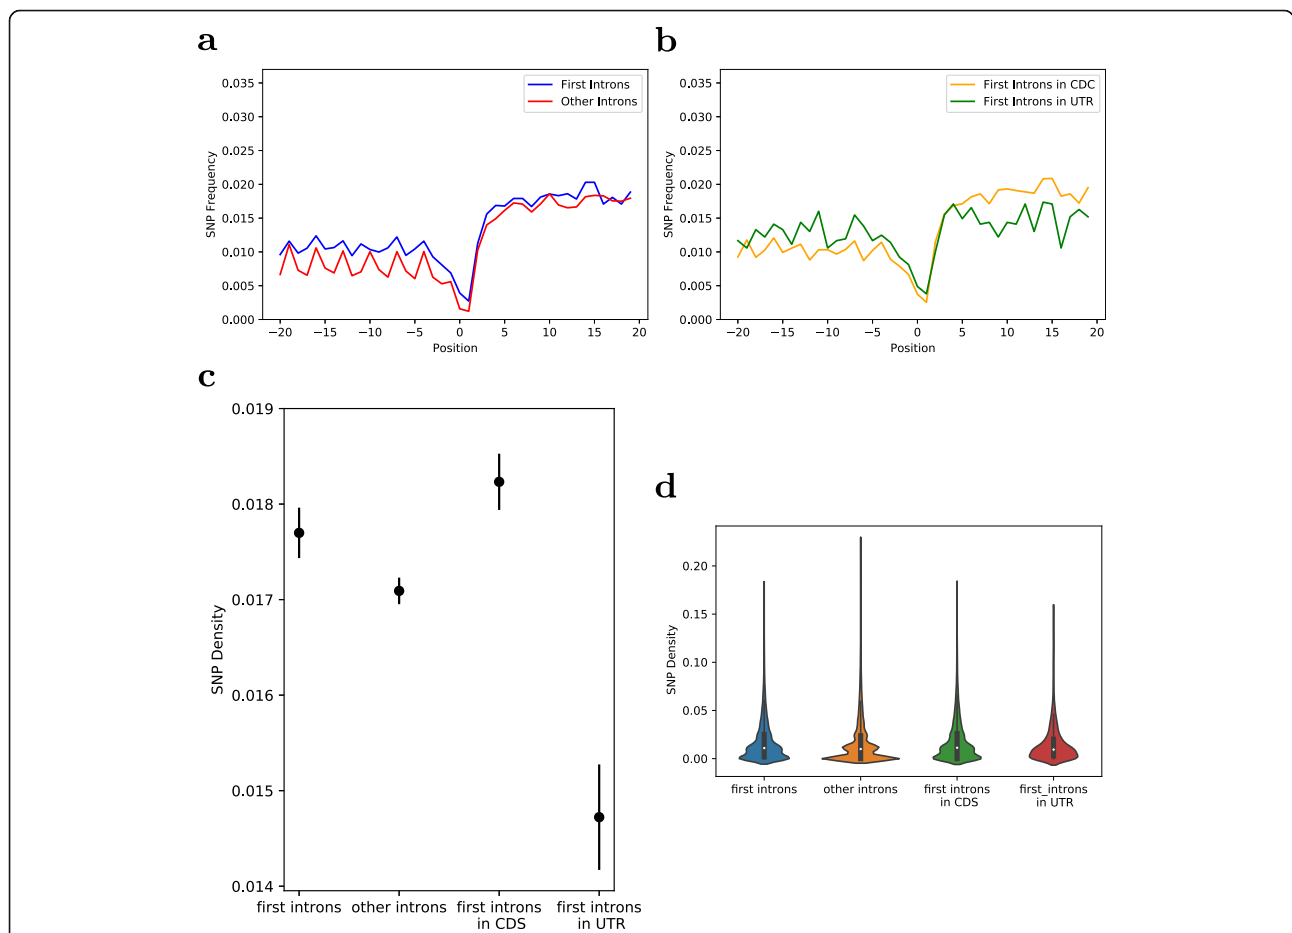 a
0.035
0.030
0.025
0.020
0.015
0.010
0.005
0.000
SNP Frequency
−20 −15 −10 −5 0 5 10 15 20
Position
First Introns
Other Introns
b
0.035
0.030
0.025
0.020
0.015
0.010
0.005
0.000
SNP Frequency
−20 −15 −10 −5 0 5 10 15 20
Position
First Introns in CDC
First Introns in UTR
c
0.019
0.018
0.017
0.016
0.015
0.014
SNP Density
first introns other introns first introns first introns
in CDS in UTR
d
0.20
0.15
0.10
0.05
0.00
SNP Density
first introns other introns first introns first_introns
in CDS in UTR